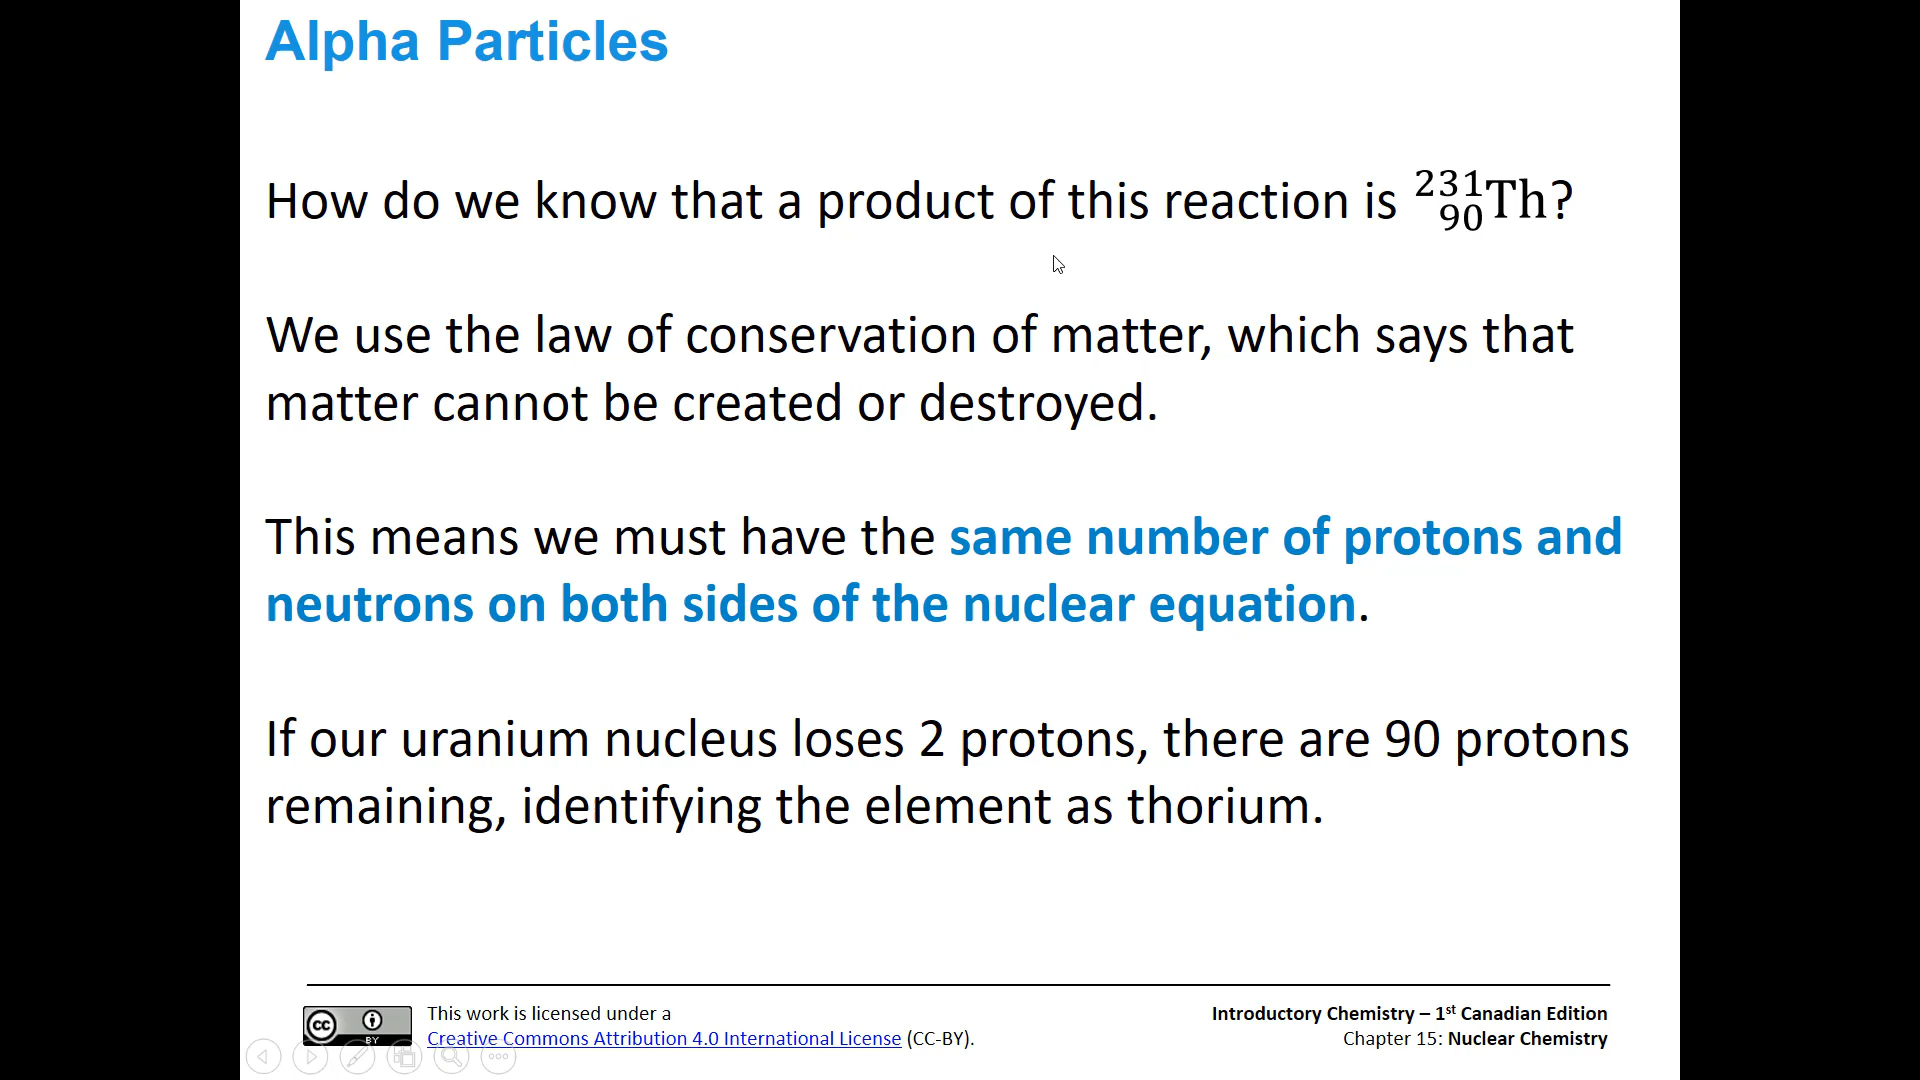 Alpha Particles
How do we know that a product of this reaction is ²³¹₉₀Th?
We use the law of conservation of matter, which says that
matter cannot be created or destroyed.
This means we must have the same number of protons and
neutrons on both sides of the nuclear equation.
If our uranium nucleus loses 2 protons, there are 90 protons
remaining, identifying the element as thorium.
cc BY
This work is licensed under a
Creative Commons Attribution 4.0 International License (CC-BY).
Introductory Chemistry – 1st Canadian Edition
Chapter 15: Nuclear Chemistry